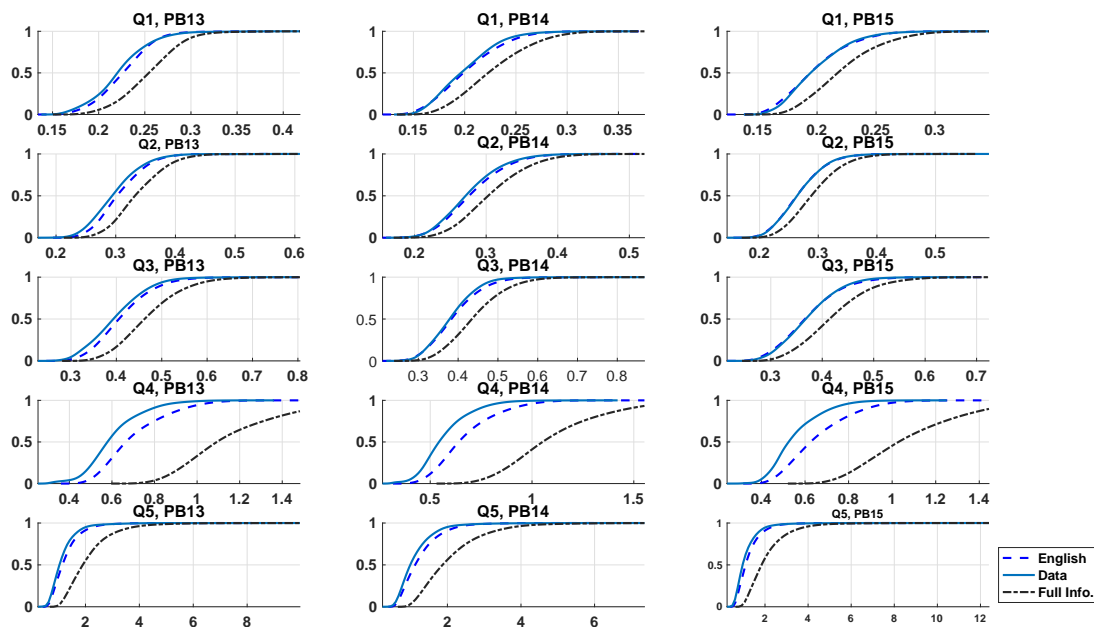 Q1, PB13
1
0.5
0
0.15 0.2 0.25 0.3 0.35 0.4
Q1, PB14
1
0.5
0
0.15 0.2 0.25 0.3 0.35
Q1, PB15
1
0.5
0
0.15 0.2 0.25 0.3
Q2, PB13
1
0.5
0
0.2 0.3 0.4 0.5 0.6
Q2, PB14
1
0.5
0
0.2 0.3 0.4 0.5
Q2, PB15
1
0.5
0
0.2 0.3 0.4 0.5
Q3, PB13
1
0.5
0
0.3 0.4 0.5 0.6 0.7 0.8
Q3, PB14
1
0.5
0
0.3 0.4 0.5 0.6 0.7 0.8
Q3, PB15
1
0.5
0
0.3 0.4 0.5 0.6 0.7
Q4, PB13
1
0.5
0
0.4 0.6 0.8 1 1.2 1.4
Q4, PB14
1
0.5
0
0.5 1 1.5
Q4, PB15
1
0.5
0
0.4 0.6 0.8 1 1.2 1.4
Q5, PB13
1
0.5
0
2 4 6 8
Q5, PB14
1
0.5
0
2 4 6
Q5, PB15
1
0.5
0
2 4 6 8 10 12
English
Data
Full Info.